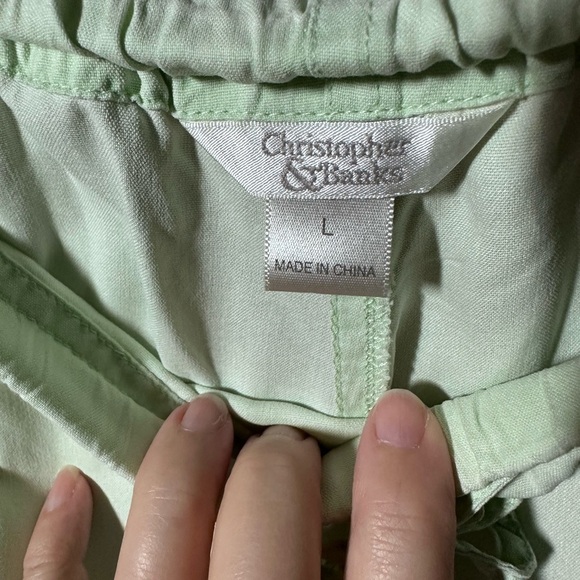 Christopher
& Banks
L
MADE IN CHINA